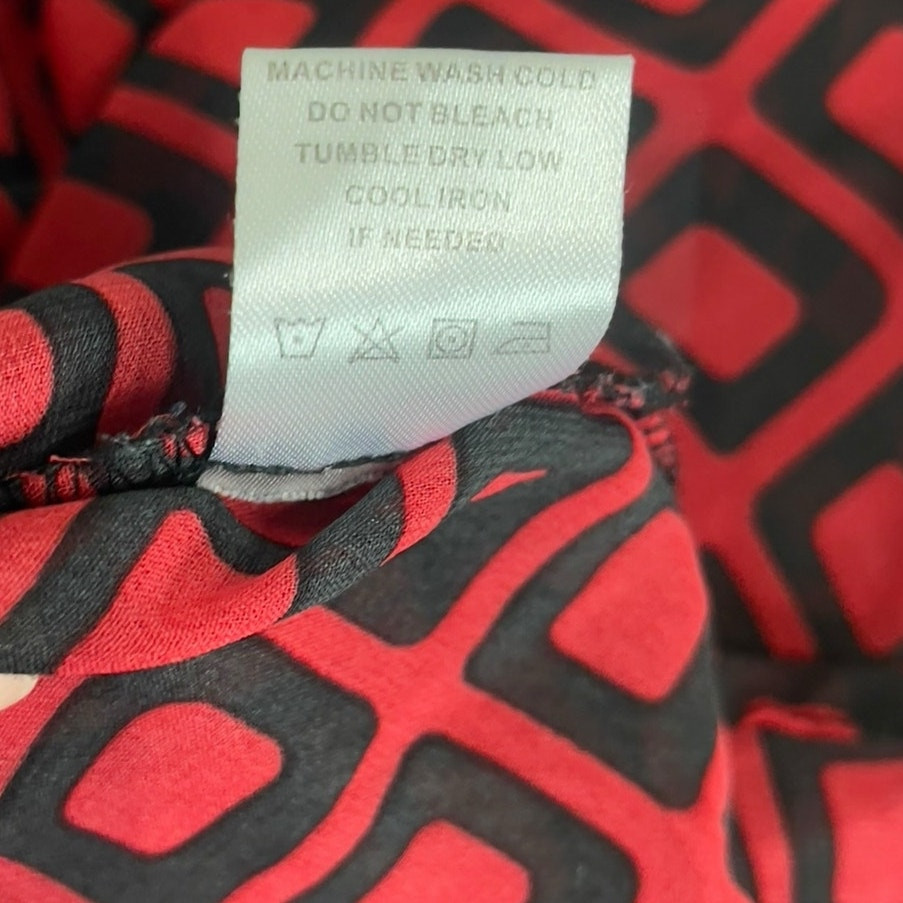 MACHINE WASH COLD
DO NOT BLEACH
TUMBLE DRY LOW
COOL IRON
IF NEEDED